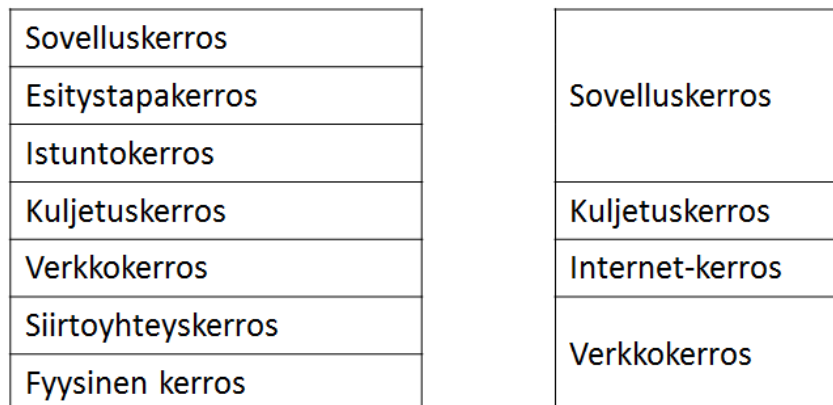 Sovelluskerros
Esitystapakerros
Istuntokerros
Kuljetuskerros
Verkkokerros
Siirtoyhteyskerros
Fyysinen kerros
Sovelluskerros
Kuljetuskerros
Internet-kerros
Verkkokerros